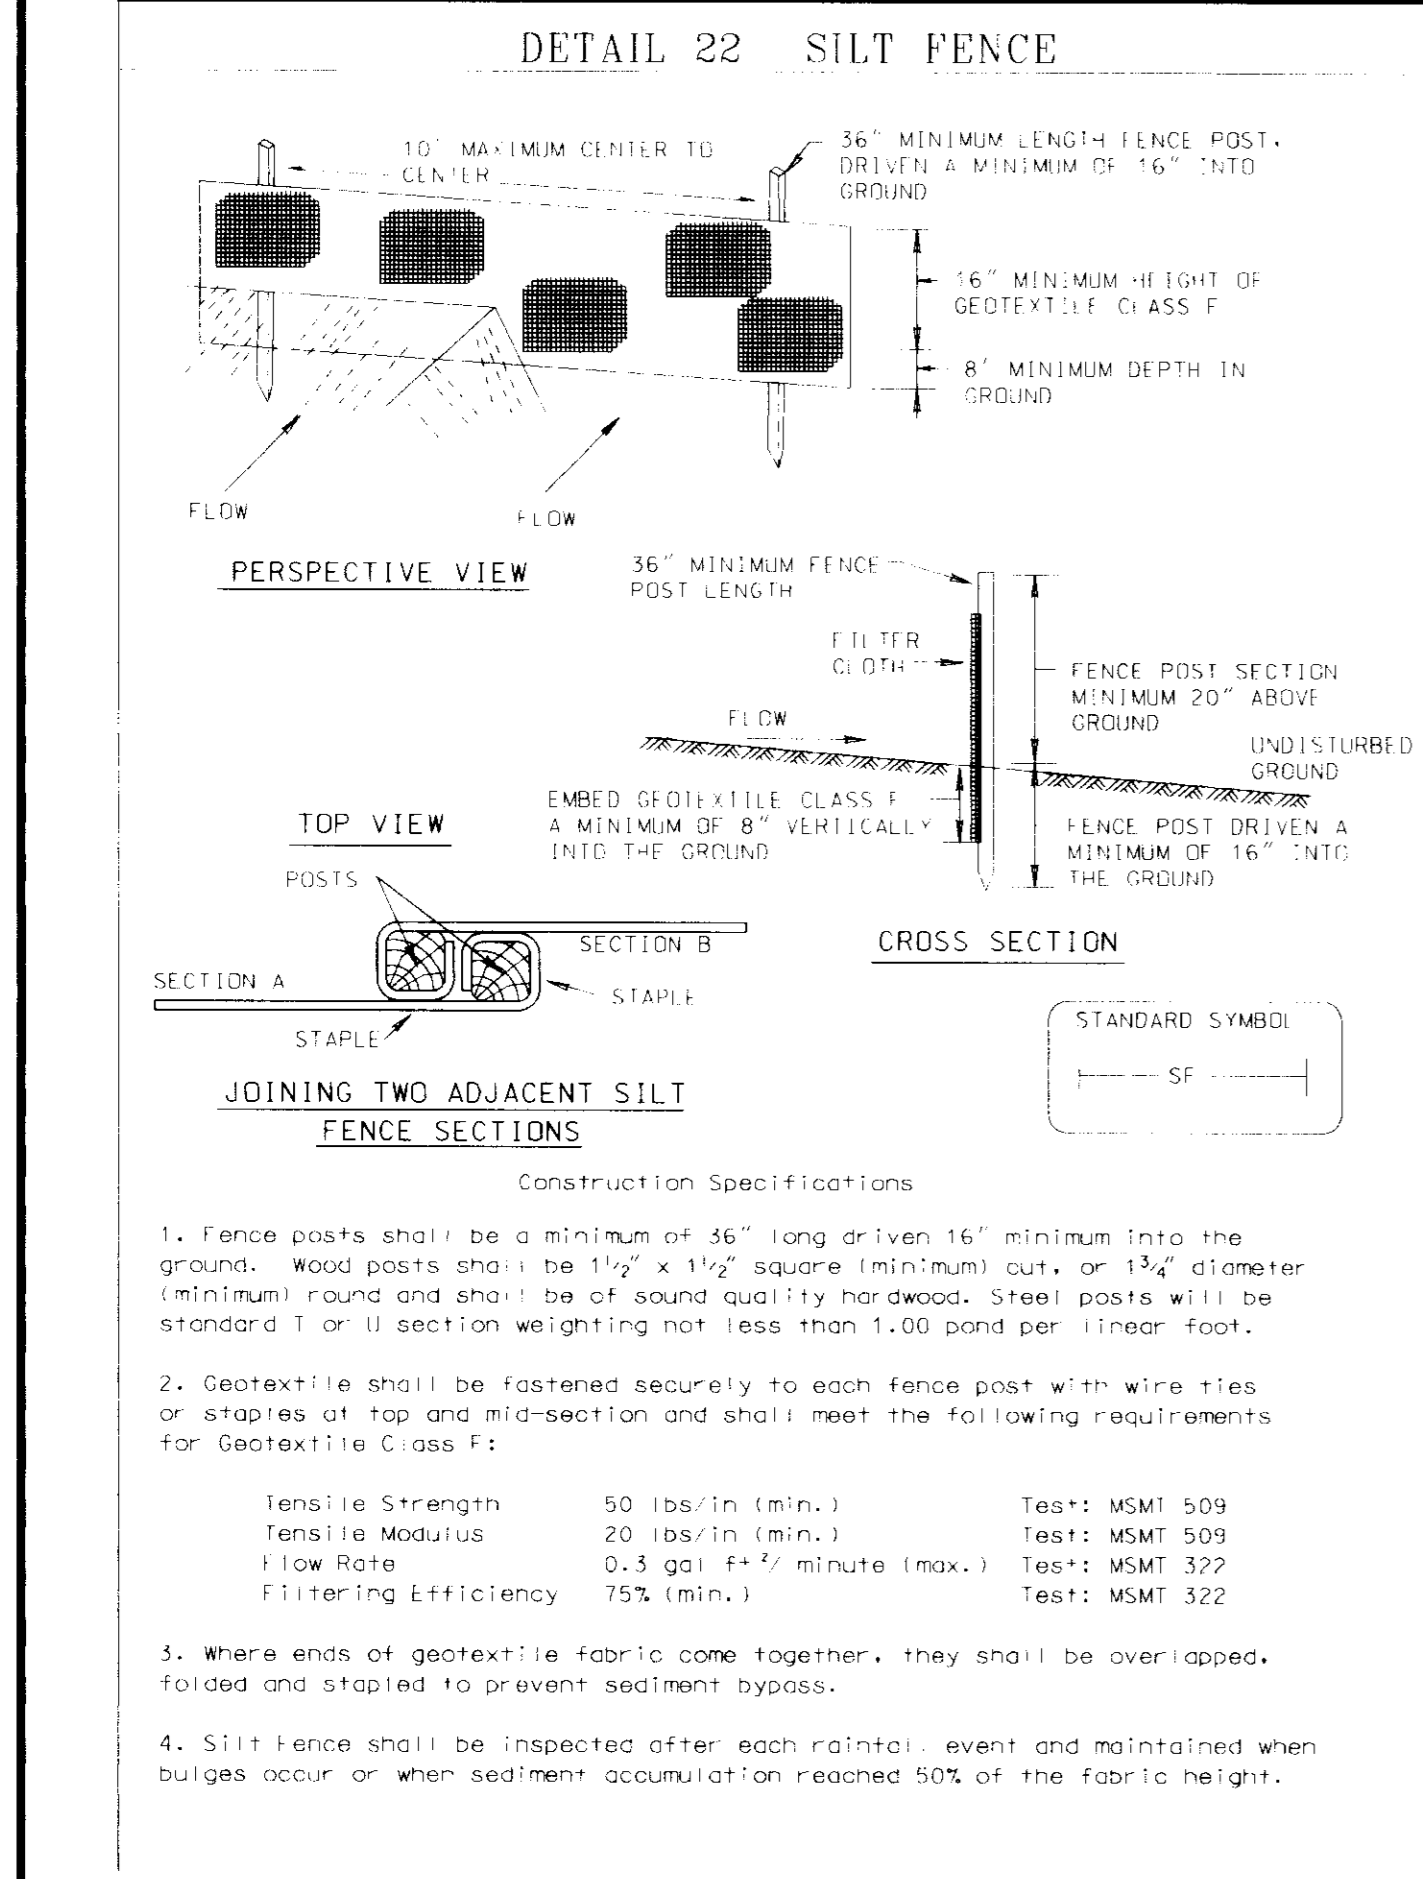 DETAIL 22 SILT FENCE
10' MAXIMUM CENTER TO
CENTER
36" MINIMUM LENGTH FENCE POST,
DRIVEN A MINIMUM OF 16" INTO
GROUND
16" MINIMUM HEIGHT OF
GEOTEXTILE CLASS F
8' MINIMUM DEPTH IN
GROUND
FLOW
FLOW
PERSPECTIVE VIEW
36" MINIMUM FENCE
POST LENGTH
FILTER
CLOTH
FENCE POST SECTION
MINIMUM 20" ABOVE
GROUND
FLOW
UNDISTURBED
GROUND
EMBED GEOTEXTILE CLASS F
A MINIMUM OF 8" VERTICALLY
INTO THE GROUND
FENCE POST DRIVEN A
MINIMUM OF 16" INTO
THE GROUND
TOP VIEW
POSTS
SECTION B
SECTION A
STAPLE
STAPLE
CROSS SECTION
JOINING TWO ADJACENT SILT
FENCE SECTIONS
STANDARD SYMBOL
SF
Construction Specifications
1. Fence posts shall be a minimum of 36" long driven 16" minimum into the
ground. Wood posts shall be 1 1/2" x 1 1/2" square (minimum) cut, or 1 3/4" diameter
(minimum) round and shall be of sound quality hardwood. Steel posts will be
standard T or U section weighting not less than 1.00 pond per linear foot.
2. Geotextile shall be fastened securely to each fence post with wire ties
or staples at top and mid-section and shall meet the following requirements
for Geotextile Class F:
Tensile Strength 50 lbs/in (min.) Test: MSMT 509
Tensile Modulus 20 lbs/in (min.) Test: MSMT 509
Flow Rate 0.3 gal ft²/ minute (max.) Test: MSMT 322
Filtering Efficiency 75% (min.) Test: MSMT 322
3. Where ends of geotextile fabric come together, they shall be overlapped,
folded and stapled to prevent sediment bypass.
4. Silt Fence shall be inspected after each rainfall event and maintained when
bulges occur or when sediment accumulation reached 50% of the fabric height.